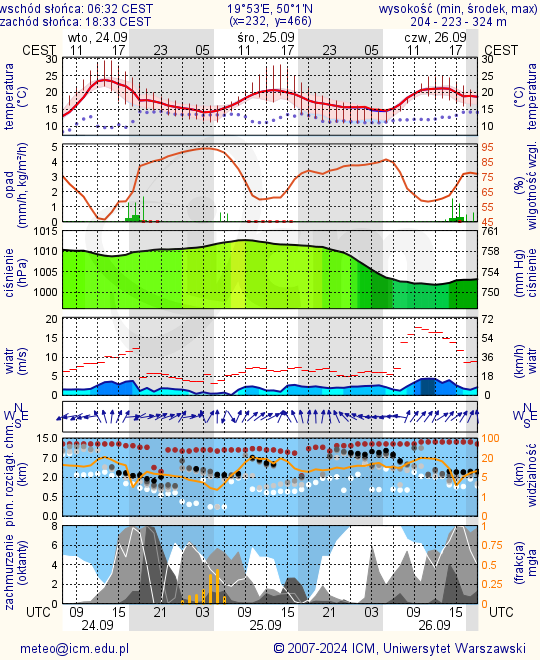 wschód słońca: 06:32 CEST
zachód słońca: 18:33 CEST
19°53'E, 50°1'N
(x=232, y=466)
wysokość (min, środek, max)
204 - 223 - 324 m
wto, 24.09 śro, 25.09 czw, 26.09
CEST 11 17 23 05 11 17 23 05 11 17 CEST
temperatura (°C)
30 25 20 15 10
30 25 20 15 10
temperatura (°C)
opad (mm/h, kg/m²/h)
5 4 3 2 1 0
95 85 75 65 55 45
(%) wilgotność wzgl.
ciśnienie (hPa)
1015 1010 1005 1000
761 758 754 750
(mm Hg) ciśnienie
wiatr (m/s)
20 15 10 5 0
72 54 36 18 0
(km/h) wiatr
N W E S
N W E S
pion. rozciągł. chm. (km)
15.0 7.0 2.0 0.5 0.0
100 20 5 1 0
(km) widzialność
zachmurzenie (oktanty)
8 6 4 2 0
1 0.75 0.5 0.25 0
(frakcja) mgła
UTC 09 15 21 03 09 15 21 03 09 15 UTC
24.09 25.09 26.09
meteo@icm.edu.pl
© 2007-2024 ICM, Uniwersytet Warszawski